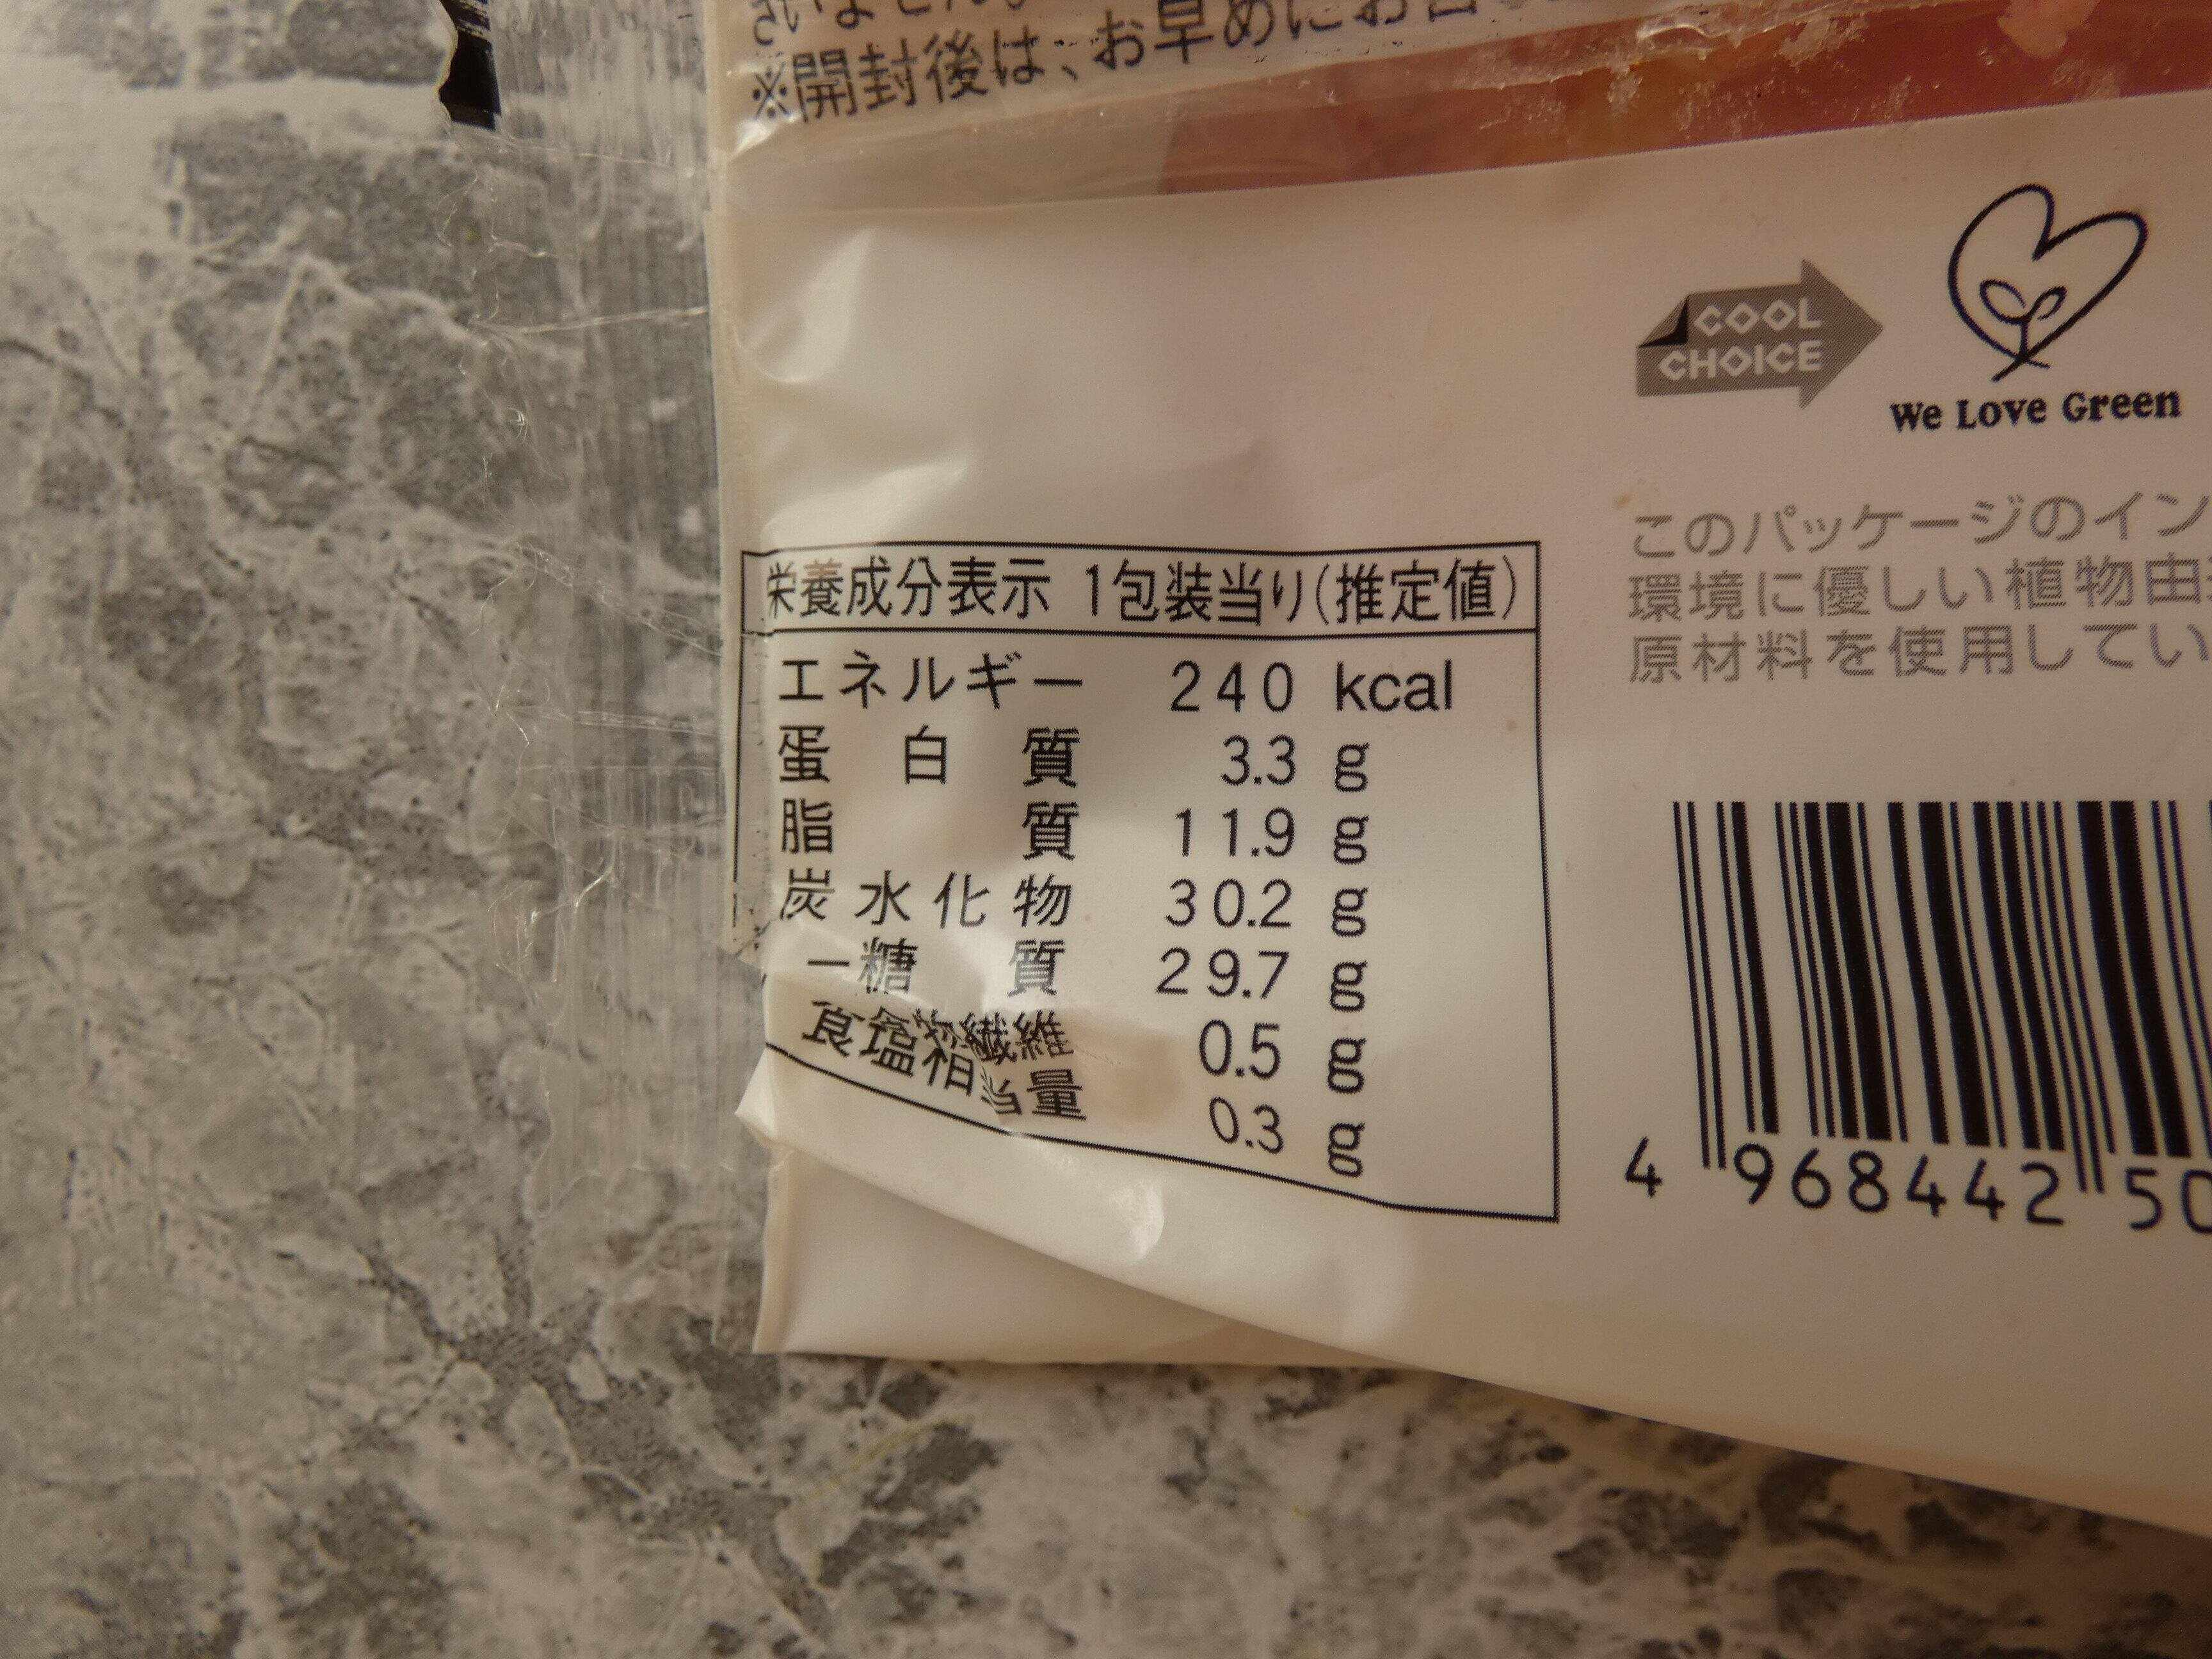 ※開封後は、お早めにお
COOL
CHOICE
We Love Green
このパッケージのイン
環境に優しい植物由
原材料を使用してい
栄養成分表示 1包装当り(推定値)
エネルギー 240 kcal
蛋白質 3.3 g
脂質 11.9 g
炭水化物 30.2 g
ー糖質 29.7 g
繊維 0.5 g
食塩相当量 0.3 g
4 968442 50